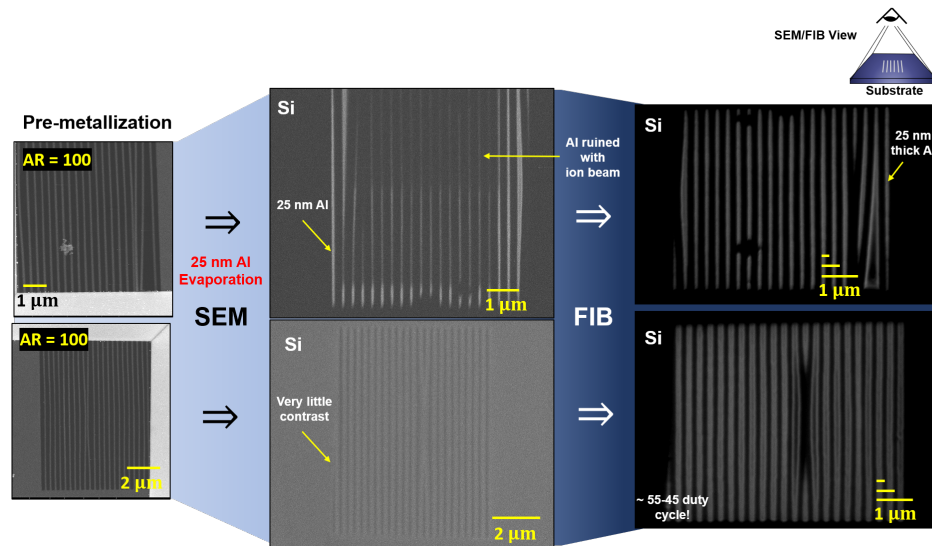 SEM/FIB View
Substrate
Pre-metallization
AR = 100
1 μm
AR = 100
2 μm
⇒
25 nm Al
Evaporation
SEM
⇒
Si
Al ruined
with
ion beam
25 nm Al
1 μm
Si
Very little
contrast
2 μm
⇒
FIB
⇒
Si
25 nm
thick A
1 μm
Si
~ 55-45 duty
cycle!
1 μm